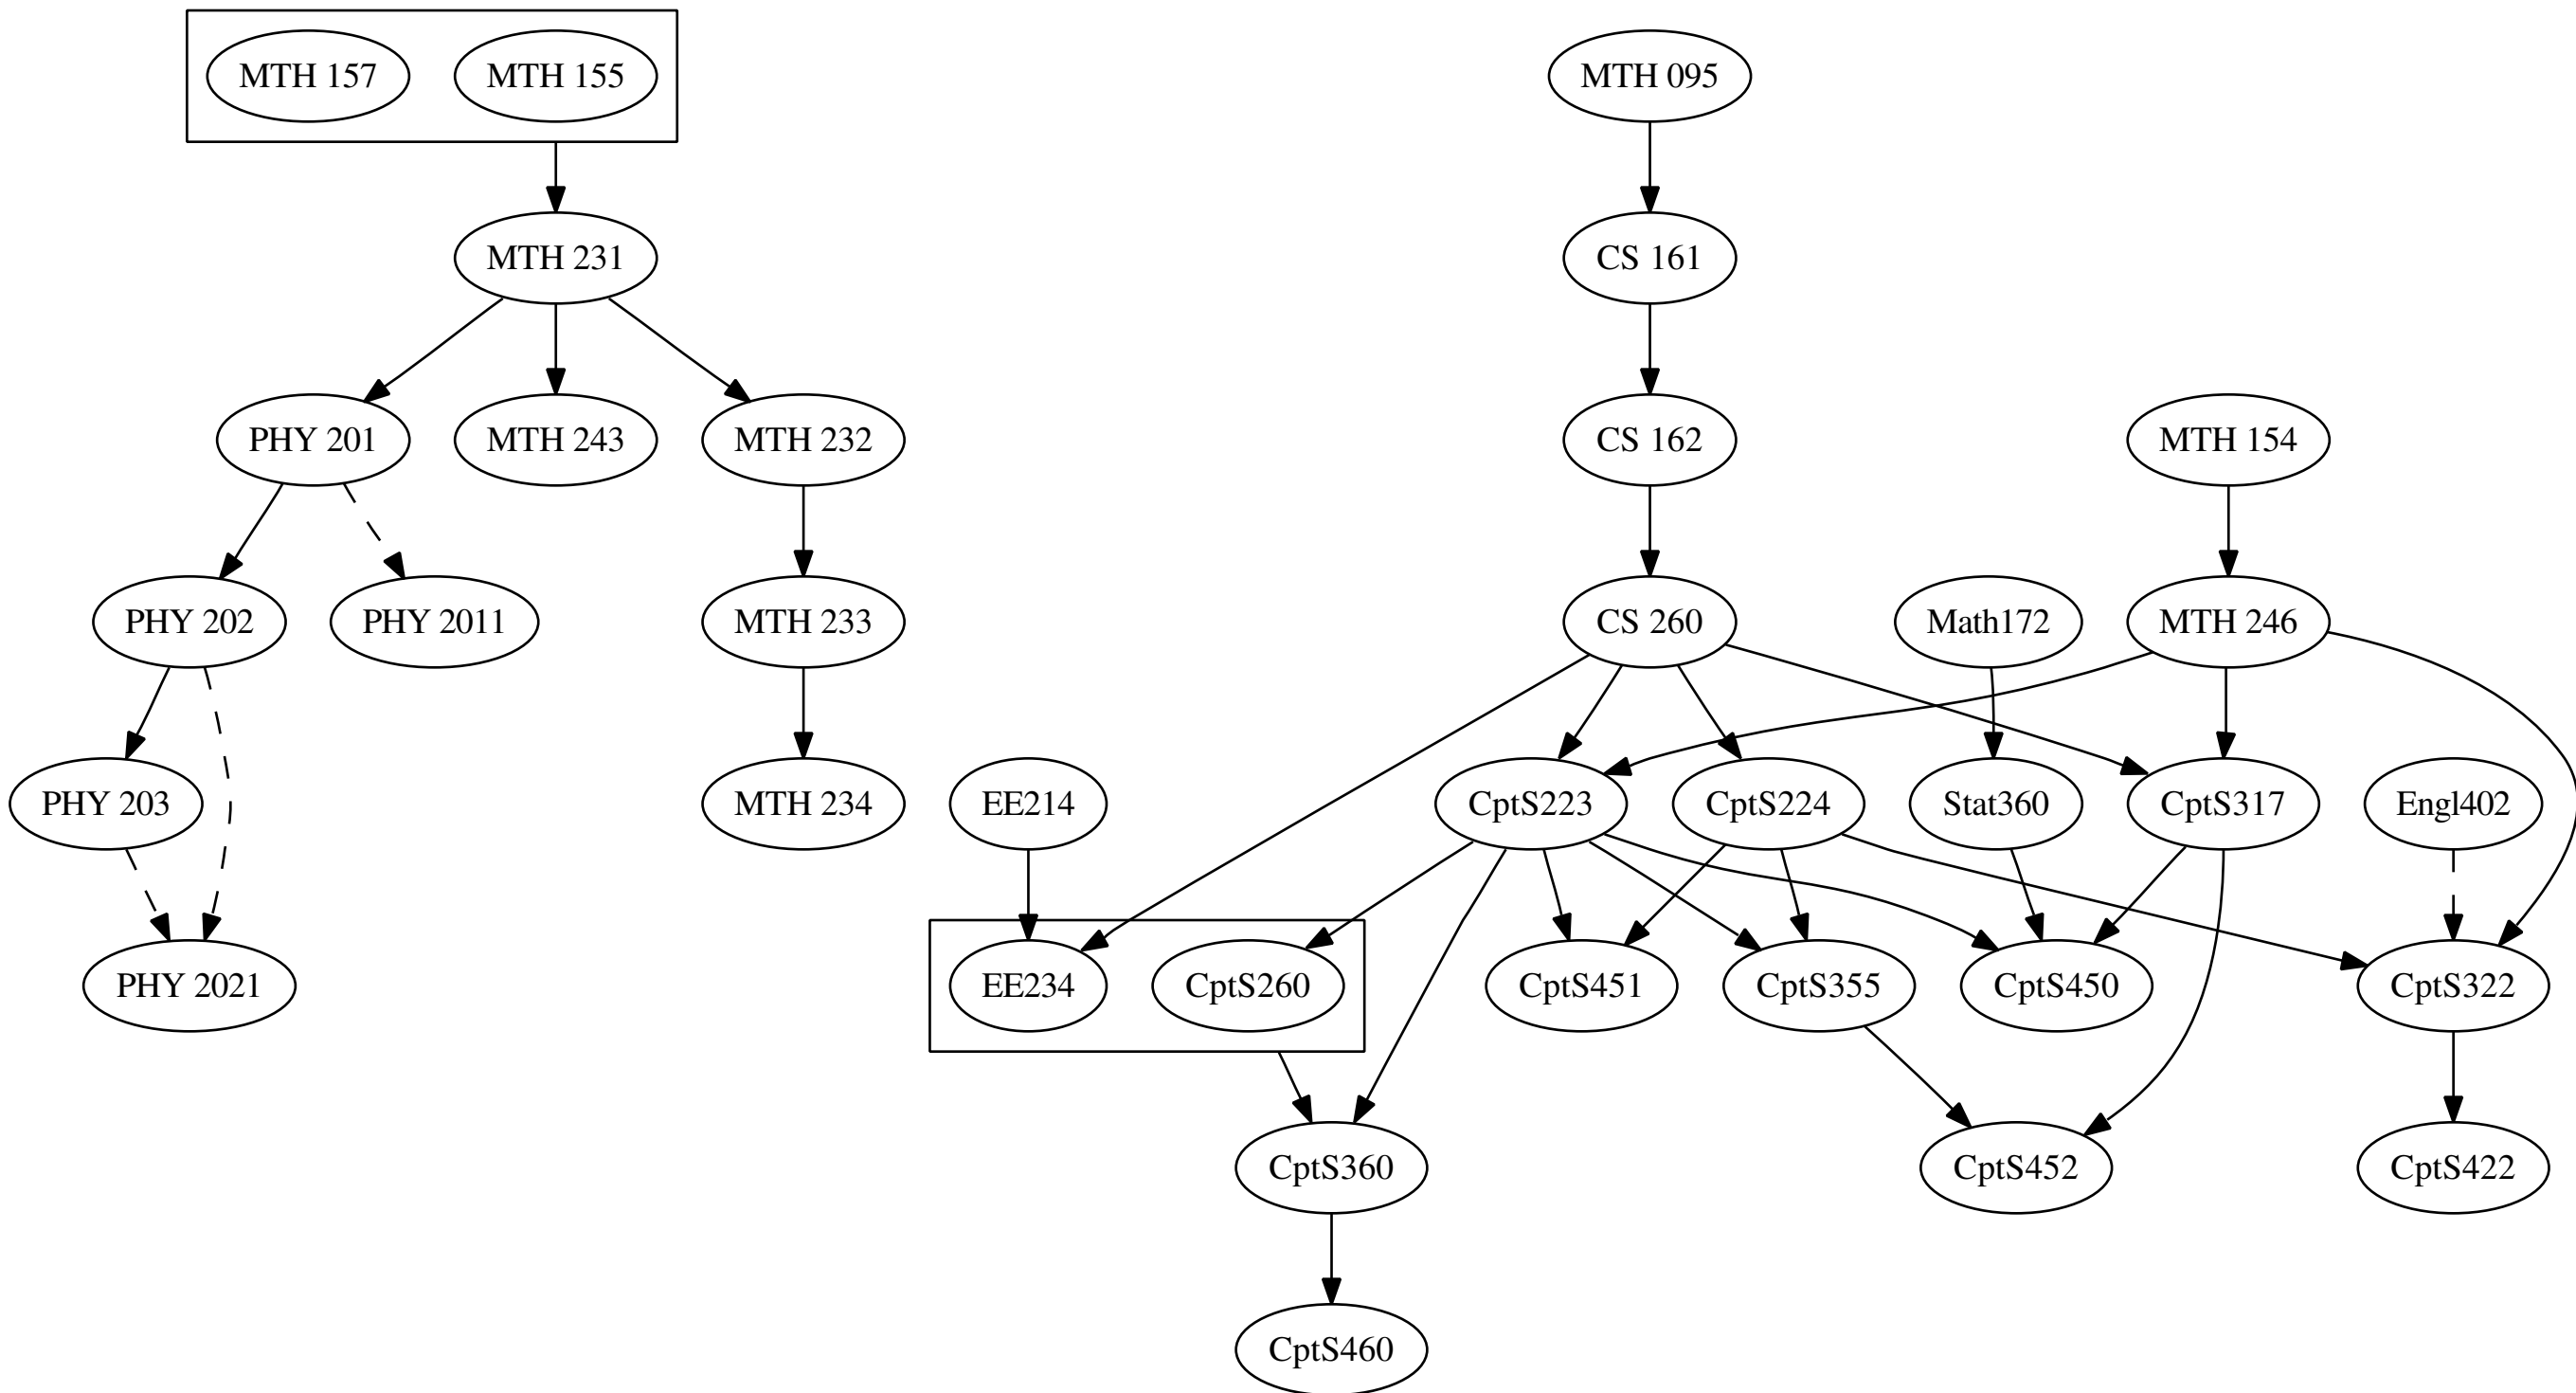 MTH 157
MTH 155
MTH 095
MTH 231
CS 161
PHY 201
MTH 243
MTH 232
CS 162
MTH 154
PHY 202
PHY 2011
MTH 233
CS 260
Math172
MTH 246
PHY 203
MTH 234
EE214
CptS223
CptS224
Stat360
CptS317
Engl402
PHY 2021
EE234
CptS260
CptS451
CptS355
CptS450
CptS322
CptS360
CptS452
CptS422
CptS460